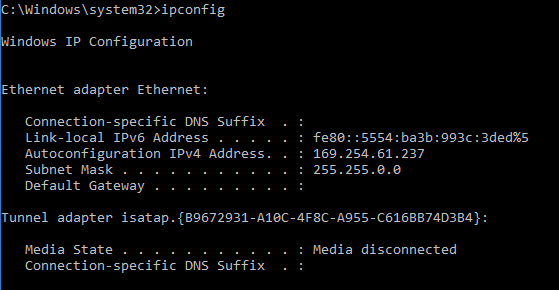 C:\Windows\system32>ipconfig
Windows IP Configuration
Ethernet adapter Ethernet:
Connection-specific DNS Suffix  . :
Link-local IPv6 Address . . . . . : fe80::5554:ba3b:993c:3ded%5
Autoconfiguration IPv4 Address. . : 169.254.61.237
Subnet Mask . . . . . . . . . . . : 255.255.0.0
Default Gateway . . . . . . . . . :
Tunnel adapter isatap.{B9672931-A10C-4F8C-A955-C616BB74D3B4}:
Media State . . . . . . . . . . . : Media disconnected
Connection-specific DNS Suffix  . :